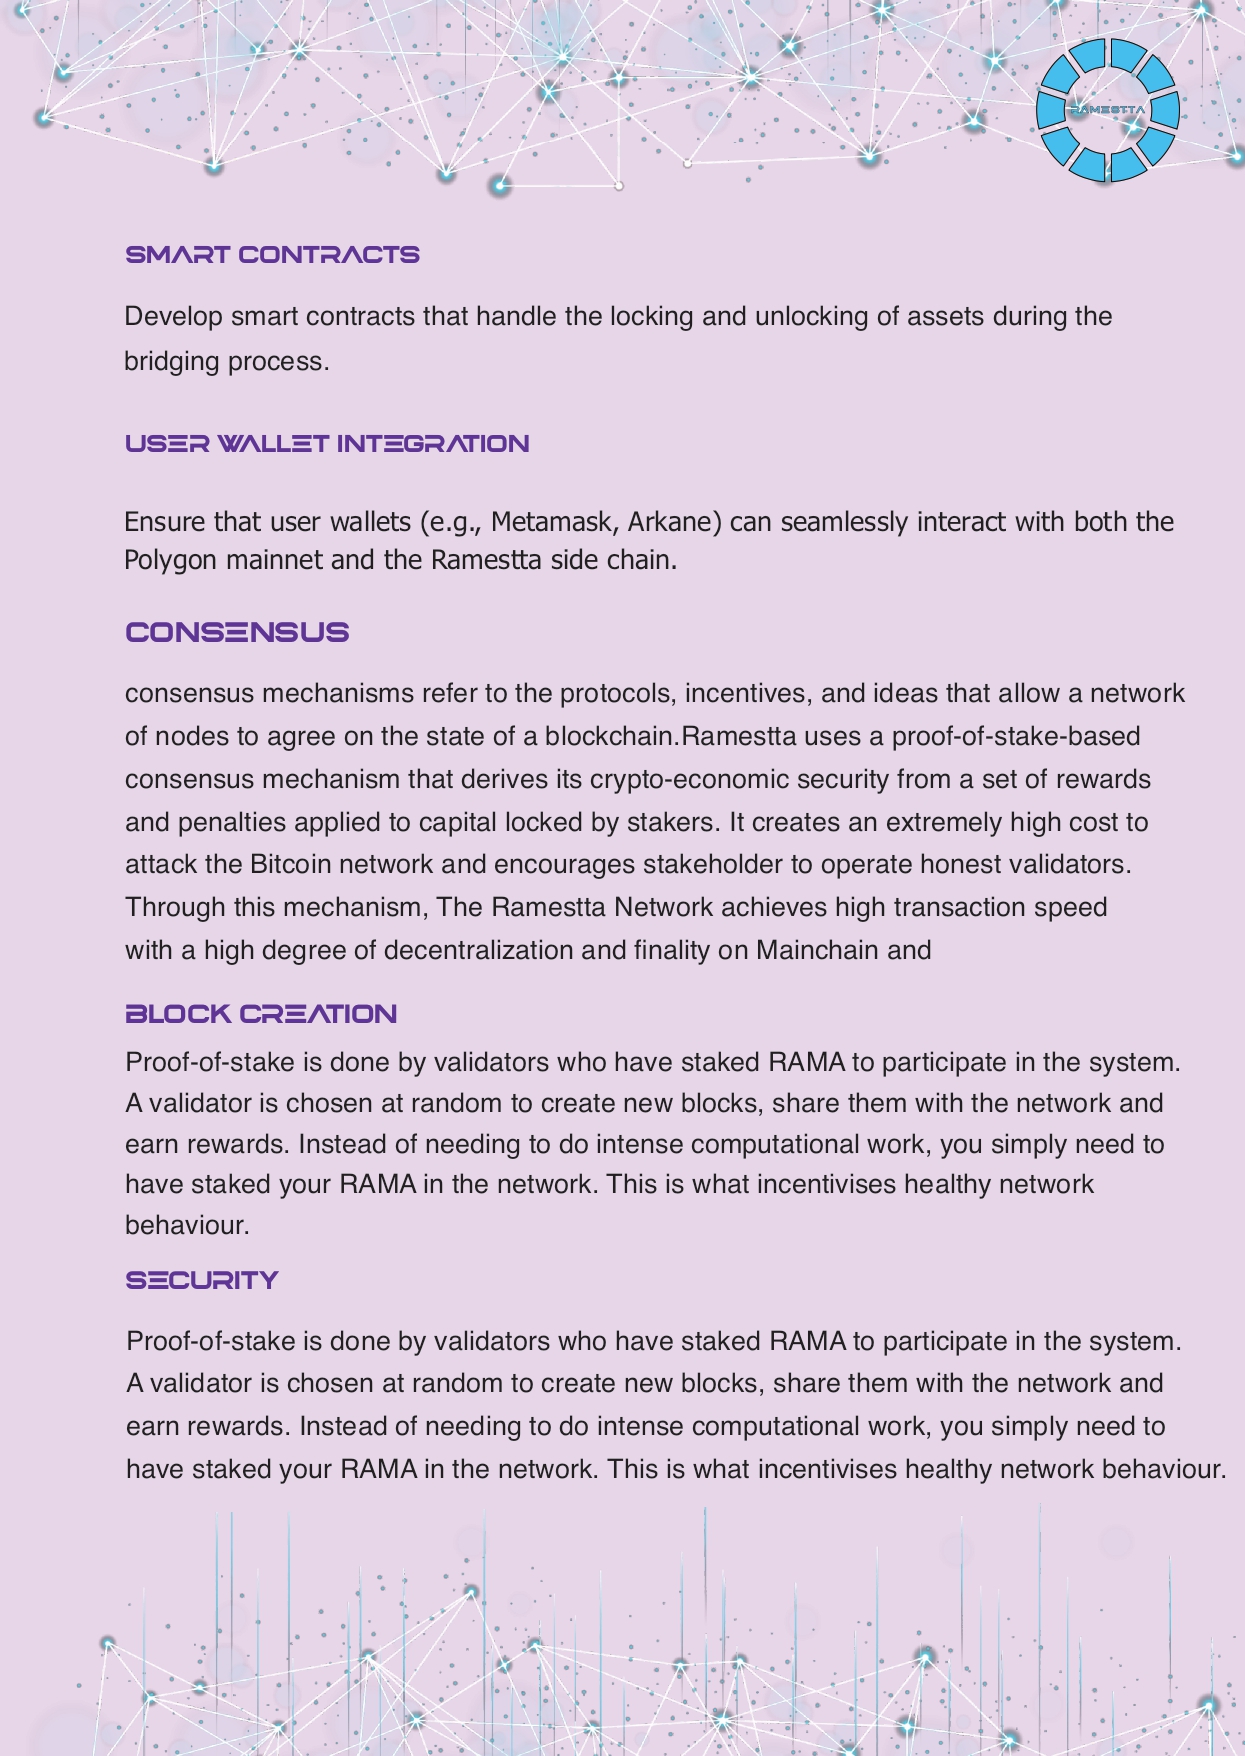 RAMESTTA
SMART CONTRACTS
Develop smart contracts that handle the locking and unlocking of assets during the
bridging process.
USER WALLET INTEGRATION
Ensure that user wallets (e.g., Metamask, Arkane) can seamlessly interact with both the
Polygon mainnet and the Ramestta side chain.
CONSENSUS
consensus mechanisms refer to the protocols, incentives, and ideas that allow a network
of nodes to agree on the state of a blockchain.Ramestta uses a proof-of-stake-based
consensus mechanism that derives its crypto-economic security from a set of rewards
and penalties applied to capital locked by stakers. It creates an extremely high cost to
attack the Bitcoin network and encourages stakeholder to operate honest validators.
Through this mechanism, The Ramestta Network achieves high transaction speed
with a high degree of decentralization and finality on Mainchain and
BLOCK CREATION
Proof-of-stake is done by validators who have staked RAMA to participate in the system.
A validator is chosen at random to create new blocks, share them with the network and
earn rewards. Instead of needing to do intense computational work, you simply need to
have staked your RAMA in the network. This is what incentivises healthy network
behaviour.
SECURITY
Proof-of-stake is done by validators who have staked RAMA to participate in the system.
A validator is chosen at random to create new blocks, share them with the network and
earn rewards. Instead of needing to do intense computational work, you simply need to
have staked your RAMA in the network. This is what incentivises healthy network behaviour.